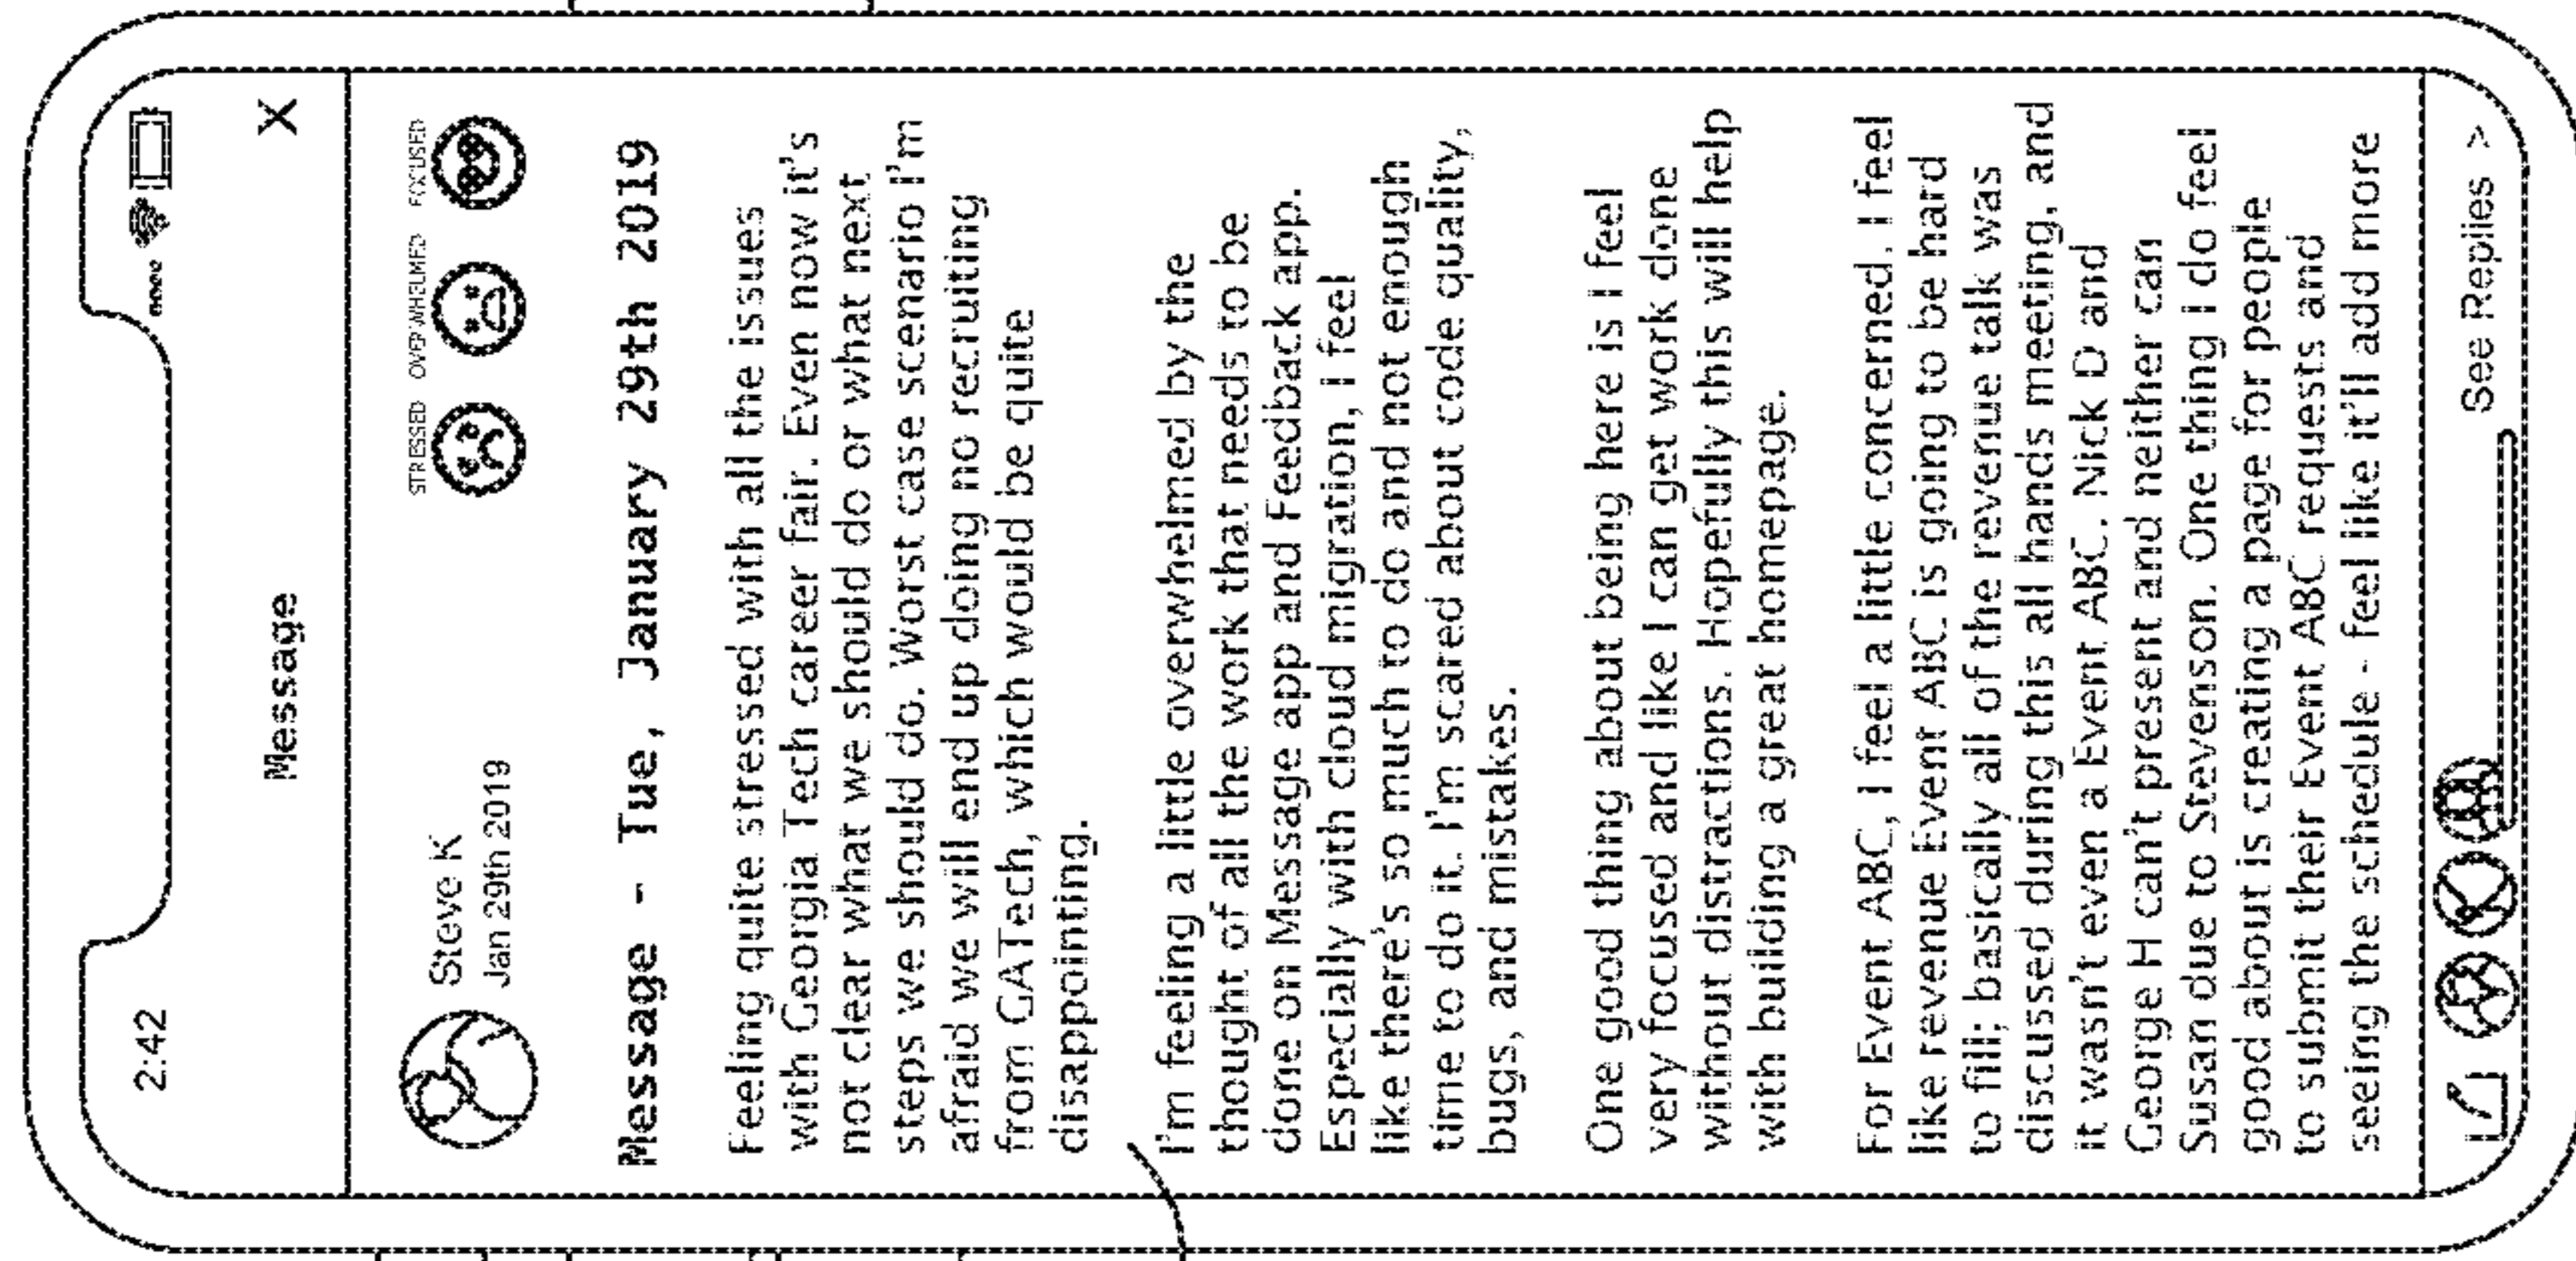 2:42
Message
X
Steve K
Jan 29th 2019
STRESSED OVERWHELMED FOCUSED
Message - Tue, January 29th 2019
Feeling quite stressed with all the issues
with Georgia Tech career fair. Even now it's
not clear what we should do or what next
steps we should do. Worst case scenario I'm
afraid we will end up doing no recruiting
from GATech, which would be quite
disappointing.
I'm feeling a little overwhelmed by the
thought of all the work that needs to be
done on Message app and Feedback app.
Especially with cloud migration, I feel
like there's so much to do and not enough
time to do it. I'm scared about code quality,
bugs, and mistakes.
One good thing about being here is I feel
very focused and like I can get work done
without distractions. Hopefully this will help
with building a great homepage.
For Event ABC, I feel a little concerned. I feel
like revenue Event ABC is going to be hard
to fill; basically all of the revenue talk was
discussed during this all hands meeting, and
it wasn't even a Event ABC. Nick D and
George H can't present and neither can
Susan due to Stevenson. One thing I do feel
good about is creating a page for people
to submit their Event ABC requests and
seeing the schedule - feel like it'll add more
See Replies >